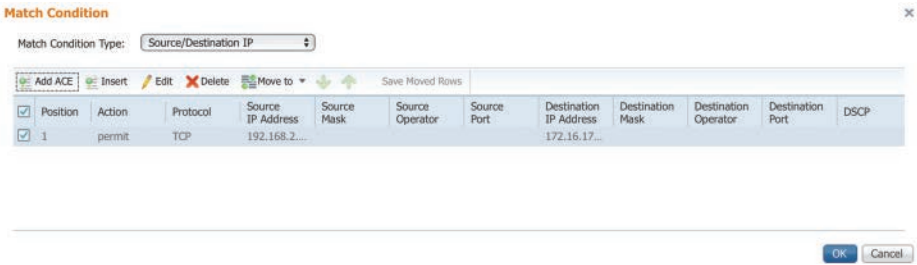 Match Condition
Match Condition Type: Source/Destination IP
Add ACE Insert Edit Delete Move to Save Moved Rows
Position Action Protocol Source IP Address Source Mask Source Operator Source Port Destination IP Address Destination Mask Destination Operator Destination Port DSCP
1 permit TCP 192.168.2.... 172.16.17...
OK Cancel